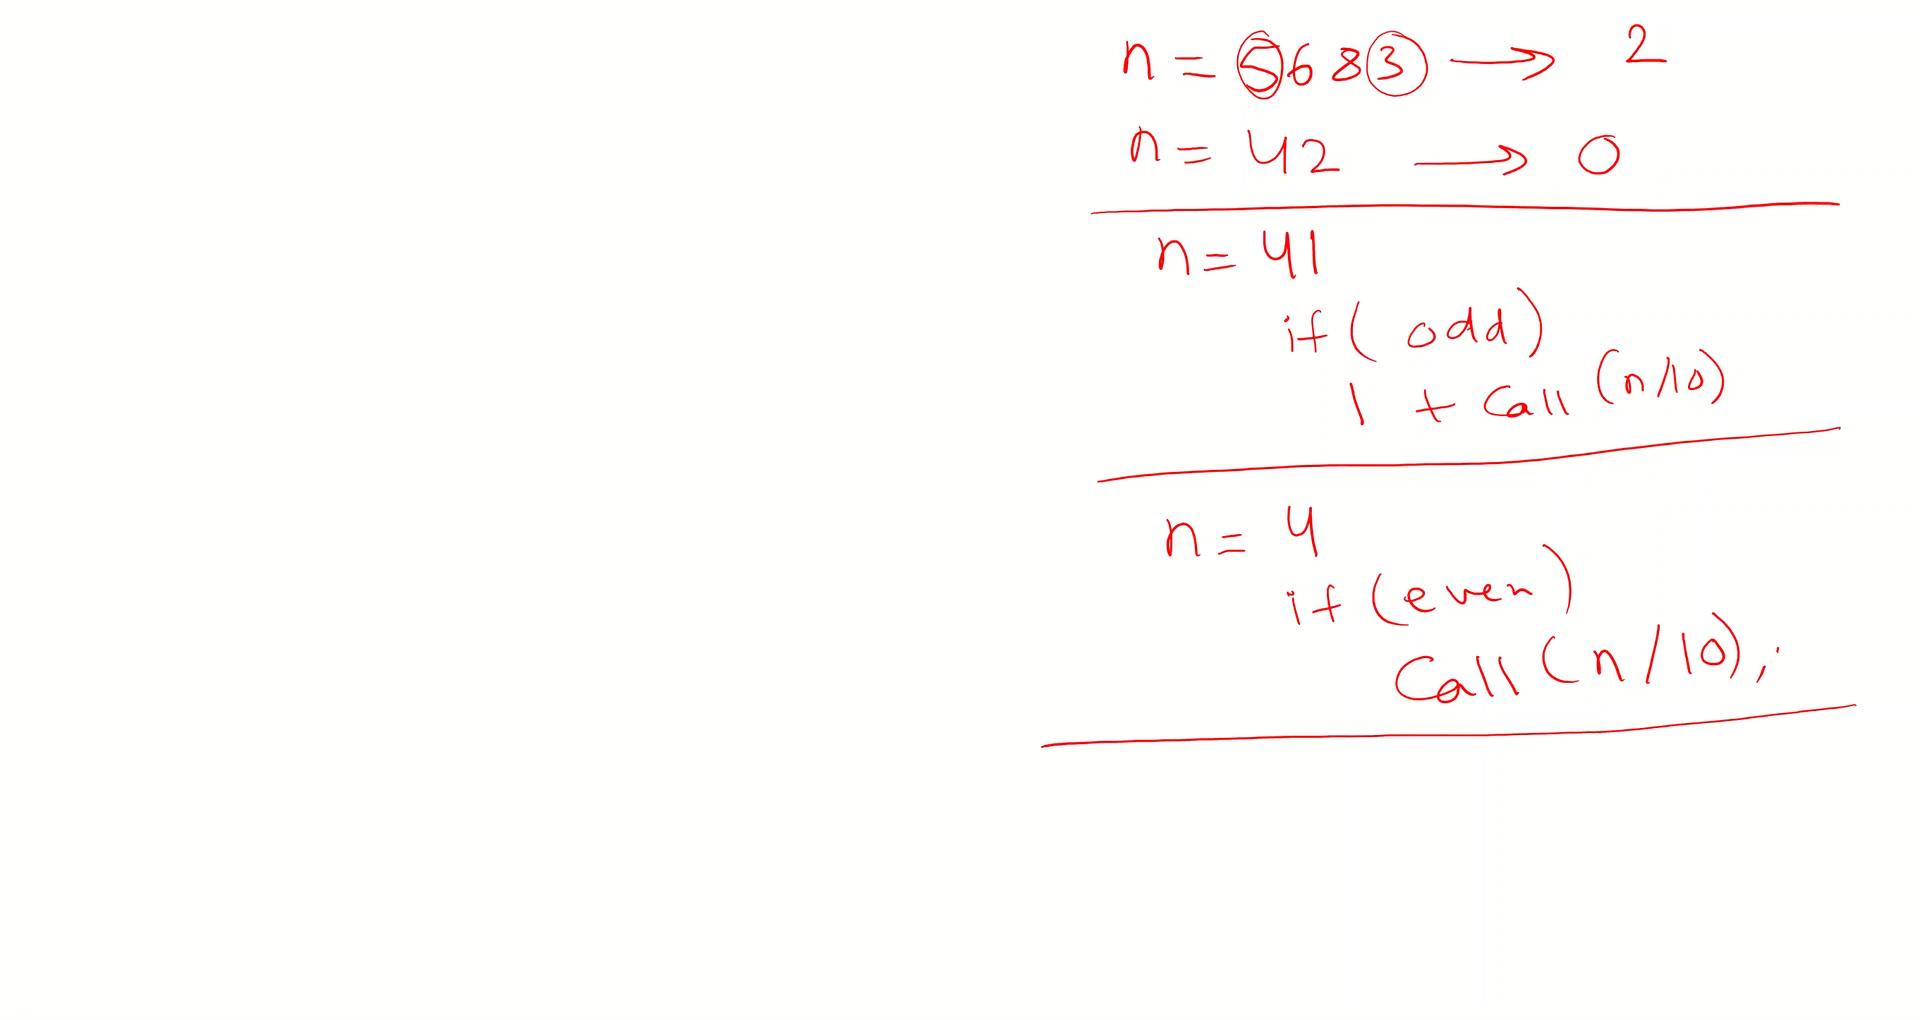 n = 5683 → 2
n = 42 → 0
n = 41
if ( odd )
1 + Call (n/10)
n = 4
if (even)
Call (n/10);